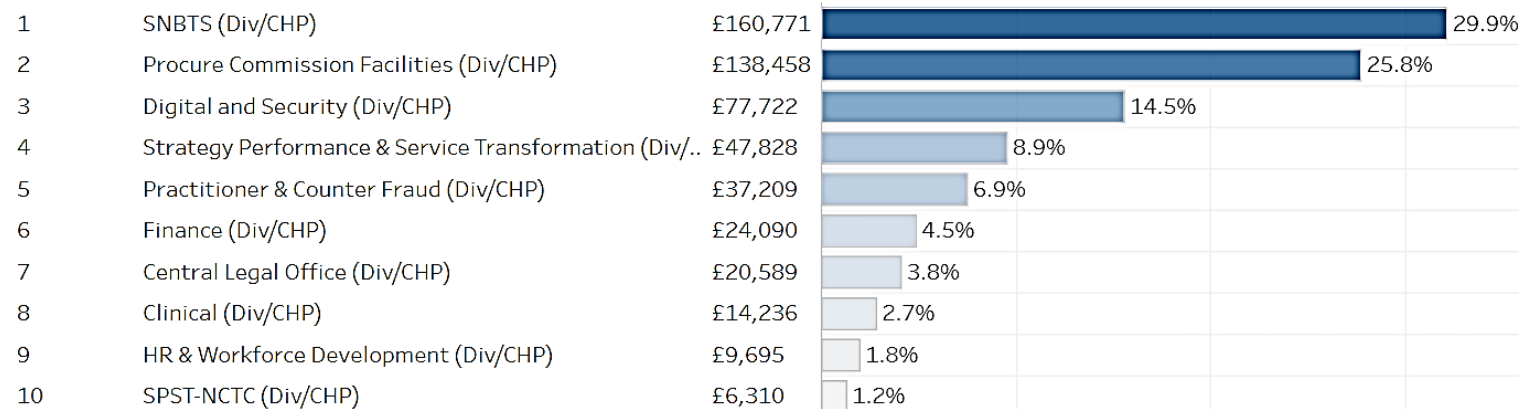 1 SNBTS (Div/CHP) £160,771 29.9%
2 Procure Commission Facilities (Div/CHP) £138,458 25.8%
3 Digital and Security (Div/CHP) £77,722 14.5%
4 Strategy Performance & Service Transformation (Div/.. £47,828 8.9%
5 Practitioner & Counter Fraud (Div/CHP) £37,209 6.9%
6 Finance (Div/CHP) £24,090 4.5%
7 Central Legal Office (Div/CHP) £20,589 3.8%
8 Clinical (Div/CHP) £14,236 2.7%
9 HR & Workforce Development (Div/CHP) £9,695 1.8%
10 SPST-NCTC (Div/CHP) £6,310 1.2%